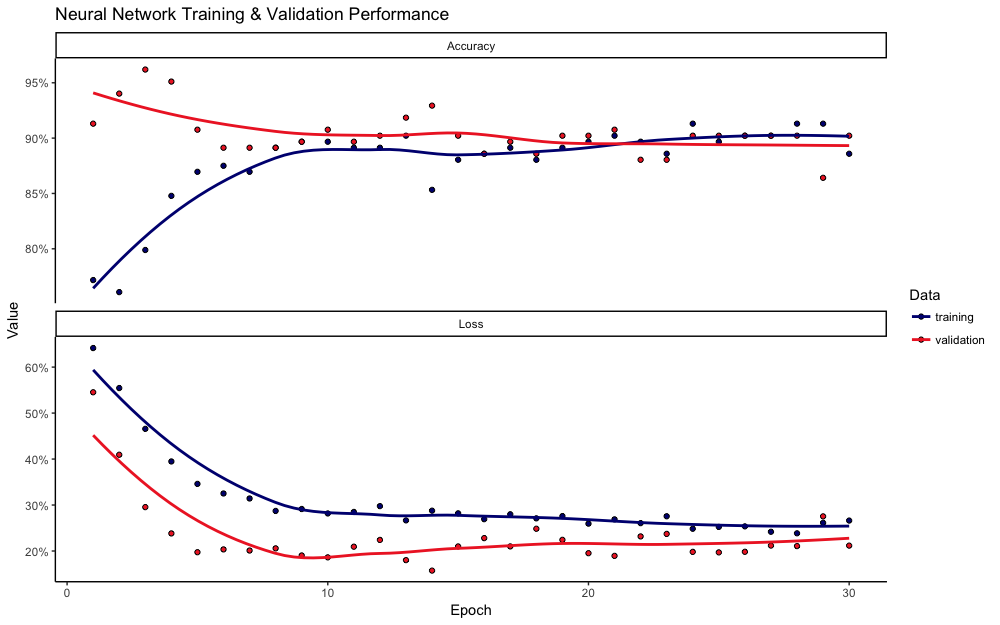 Neural Network Training & Validation Performance
Accuracy
95%
90%
85%
80%
Value
Loss
60%
50%
40%
30%
20%
0 10 20 30
Epoch
Data
training
validation